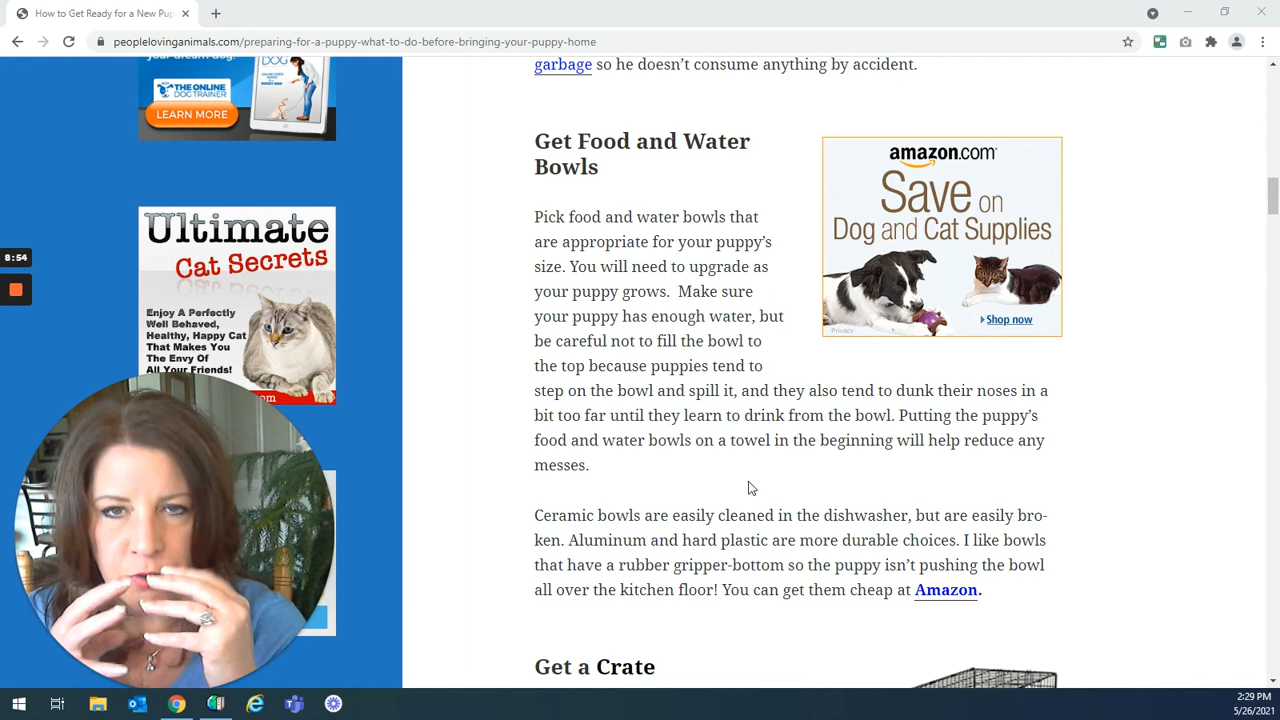 How to Get Ready for a New Pup
peoplelovinganimals.com/preparing-for-a-puppy-what-to-do-before-bringing-your-puppy-home
your dream dog!
THE ONLINE
DOG TRAINER
LEARN MORE
garbage so he doesn’t consume anything by accident.
Get Food and Water
Bowls
Pick food and water bowls that
are appropriate for your puppy’s
size. You will need to upgrade as
your puppy grows. Make sure
your puppy has enough water, but
be careful not to fill the bowl to
the top because puppies tend to
step on the bowl and spill it, and they also tend to dunk their noses in a
bit too far until they learn to drink from the bowl. Putting the puppy’s
food and water bowls on a towel in the beginning will help reduce any
messes.
amazon.com
Save on
Dog and Cat Supplies
Privacy
Shop now
Ceramic bowls are easily cleaned in the dishwasher, but are easily bro-
ken. Aluminum and hard plastic are more durable choices. I like bowls
that have a rubber gripper-bottom so the puppy isn’t pushing the bowl
all over the kitchen floor! You can get them cheap at Amazon.
Get a Crate
Ultimate
Cat Secrets
Enjoy A Perfectly
Well Behaved,
Healthy, Happy Cat
That Makes You
The Envy Of
All Your Friends!
8:54
2:29 PM
5/26/2021